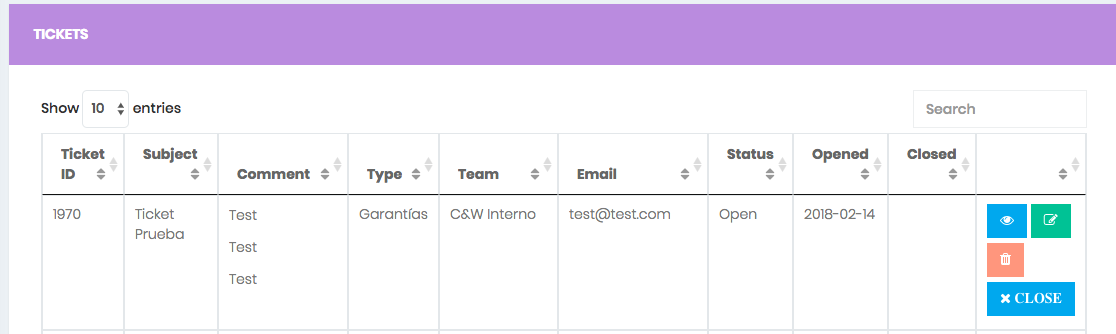 TICKETS
Show 10 entries
Search
Ticket ID Subject Comment Type Team Email Status Opened Closed
1970 Ticket Prueba Test Garantías C&W Interno test@test.com Open 2018-02-14
Test
Test
CLOSE